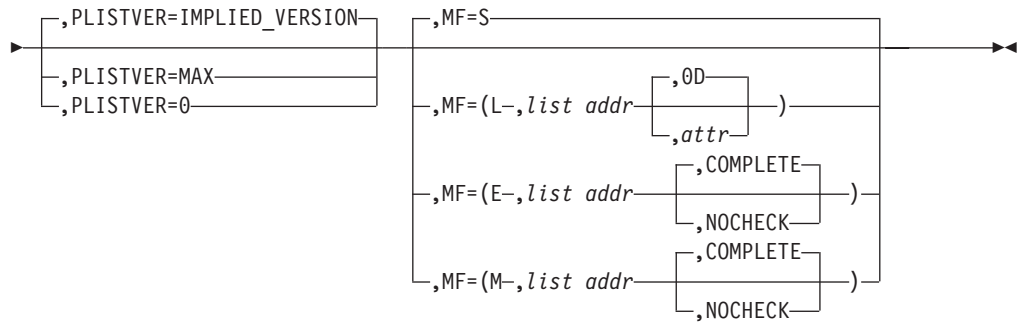 ,PLISTVER=IMPLIED_VERSION ,MF=S
,PLISTVER=MAX
,PLISTVER=0 ,0D
,MF=(L ,list addr )
,attr
,COMPLETE
,MF=(E ,list addr )
,NOCHECK
,COMPLETE
,MF=(M ,list addr )
,NOCHECK